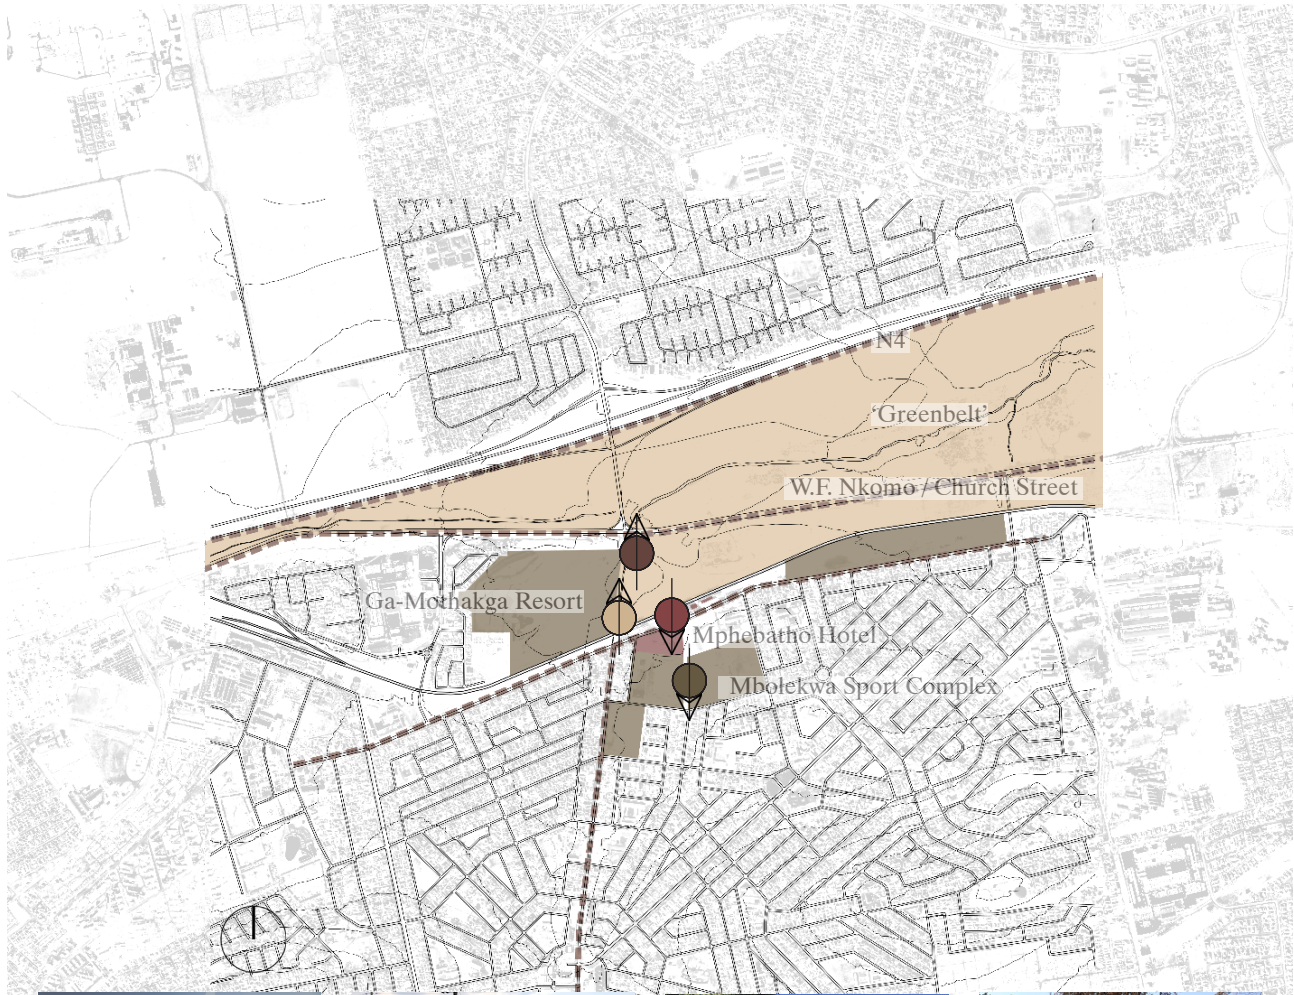 N4
‘Greenbelt’
W.F. Nkomo / Church Street
Ga-Mothakga Resort
Mphebatho Hotel
Mbolekwa Sport Complex